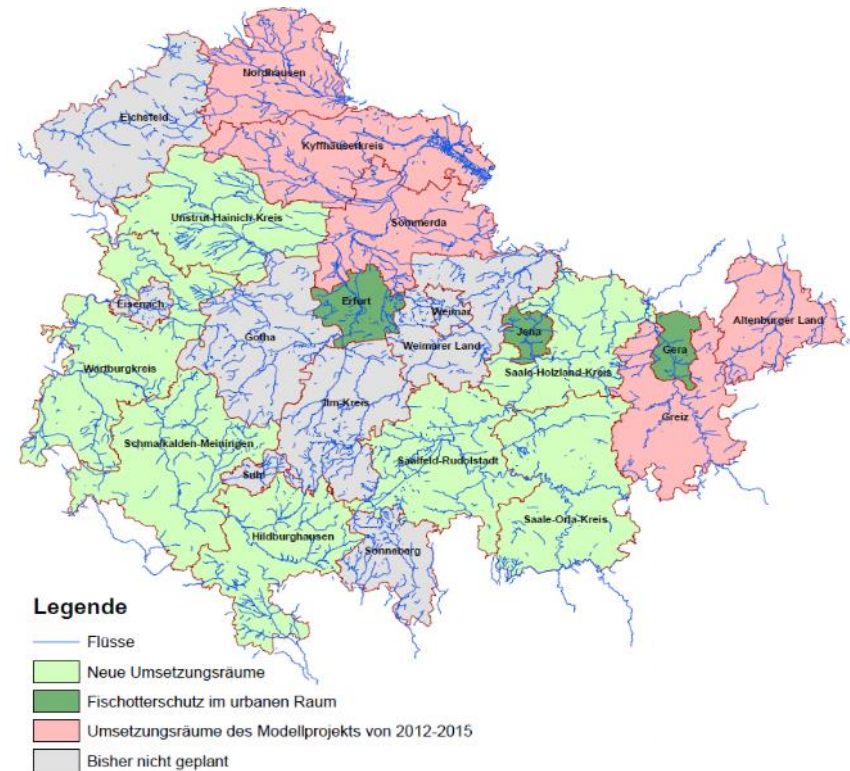 Nordhausen
Eichsfeld
Kyffhäuserkreis
Unstrut-Hainich-Kreis
Sömmerda
Eisenach
Erfurt
Weimar
Jena
Gera
Altenburger Land
Gotha
Weimarer Land
Wartburgkreis
Saale-Holzland-Kreis
Ilm-Kreis
Greiz
Schmalkalden-Meiningen
Saalfeld-Rudolstadt
Suhl
Saale-Orla-Kreis
Hildburghausen
Sonneberg
Legende
Flüsse
Neue Umsetzungsräume
Fischotterschutz im urbanen Raum
Umsetzungsräume des Modellprojekts von 2012-2015
Bisher nicht geplant